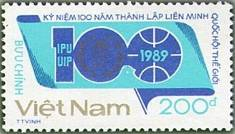 KỶ NIỆM 100 NĂM THÀNH LẬP LIÊN MINH
QUỐC HỘI THẾ GIỚI
BƯU CHÍNH
IPU
UIP
100
1989
Việt Nam
200đ
T T VINH